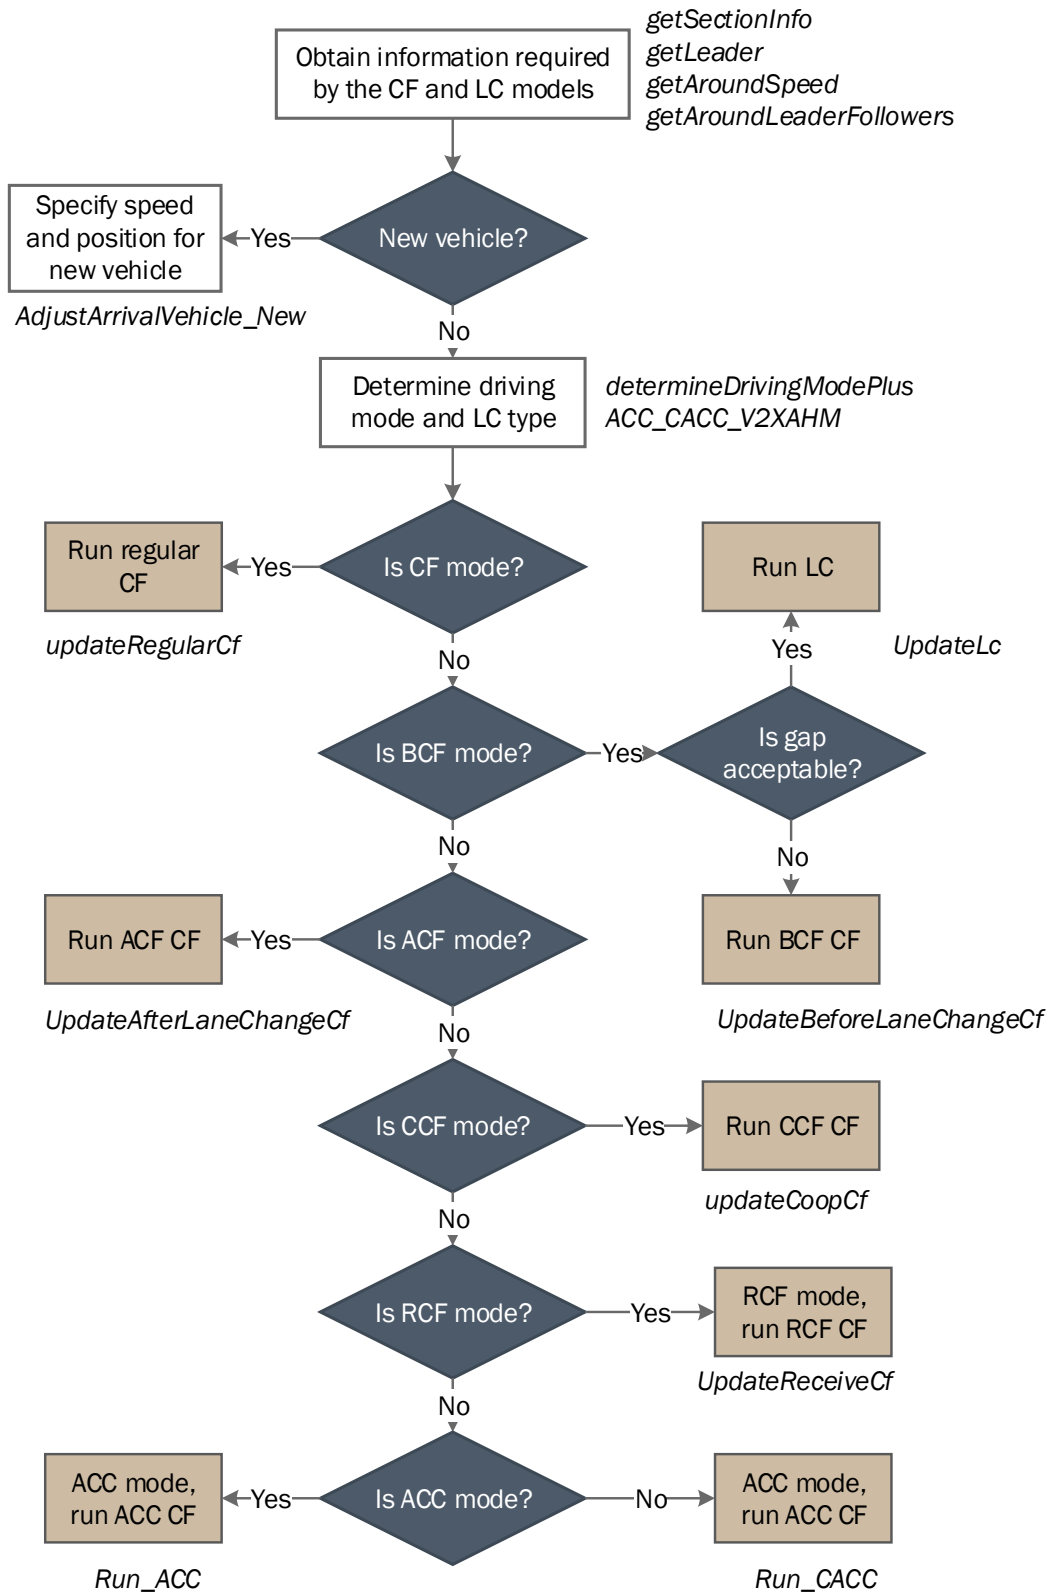 getSectionInfo
getLeader
getAroundSpeed
getAroundLeaderFollowers
Obtain information required
by the CF and LC models
New vehicle?
Yes
Specify speed
and position for
new vehicle
AdjustArrivalVehicle_New
No
Determine driving
mode and LC type
determineDrivingModePlus
ACC_CACC_V2XAHM
Is CF mode?
Yes
Run regular
CF
updateRegularCf
No
Run LC
UpdateLc
Yes
Is BCF mode?
Yes
Is gap
acceptable?
No
No
Run BCF CF
UpdateBeforeLaneChangeCf
Is ACF mode?
Yes
Run ACF CF
UpdateAfterLaneChangeCf
No
Is CCF mode?
Yes
Run CCF CF
updateCoopCf
No
Is RCF mode?
Yes
RCF mode,
run RCF CF
UpdateReceiveCf
No
Is ACC mode?
Yes
ACC mode,
run ACC CF
Run_ACC
No
ACC mode,
run ACC CF
Run_CACC